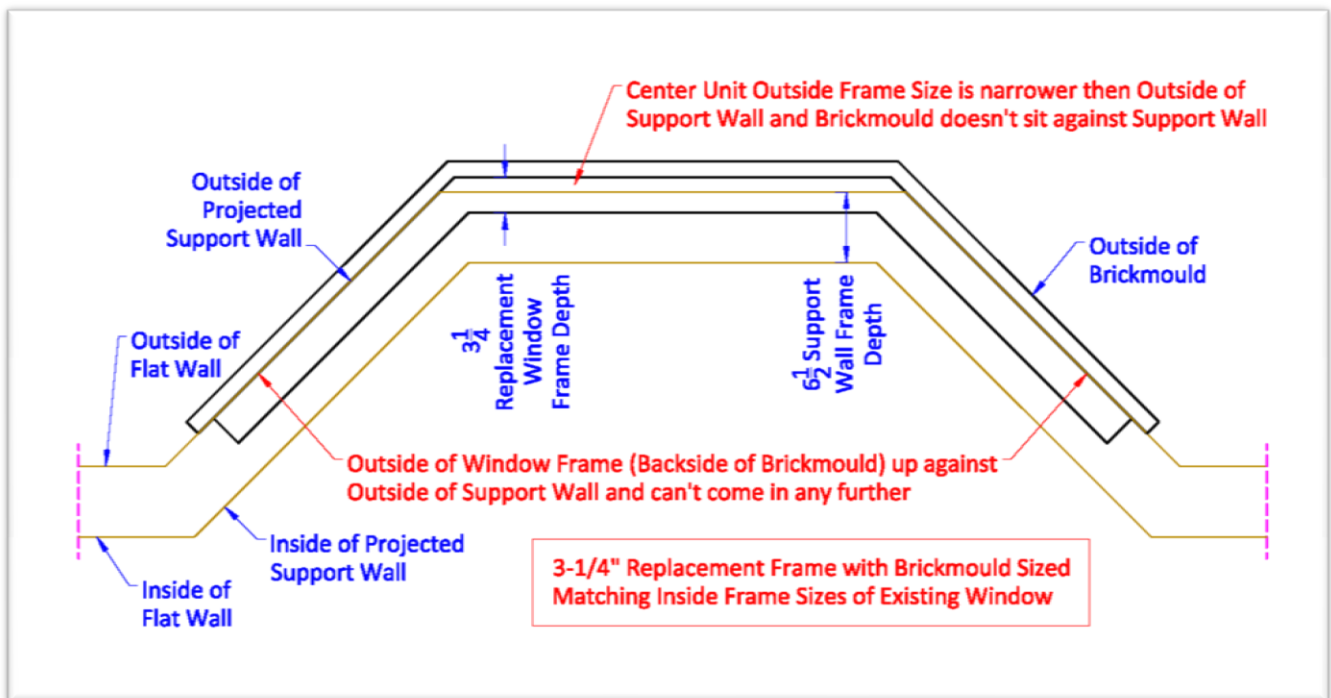 Center Unit Outside Frame Size is narrower then Outside of
Support Wall and Brickmould doesn't sit against Support Wall
Outside of
Projected
Support Wall
Outside of
Brickmould
Outside of
Flat Wall
3 1/4
Replacement
Window
Frame Depth
6 1/2 Support
Wall Frame
Depth
Outside of Window Frame (Backside of Brickmould) up against
Outside of Support Wall and can't come in any further
Inside of Projected
Support Wall
Inside of
Flat Wall
3-1/4" Replacement Frame with Brickmould Sized
Matching Inside Frame Sizes of Existing Window